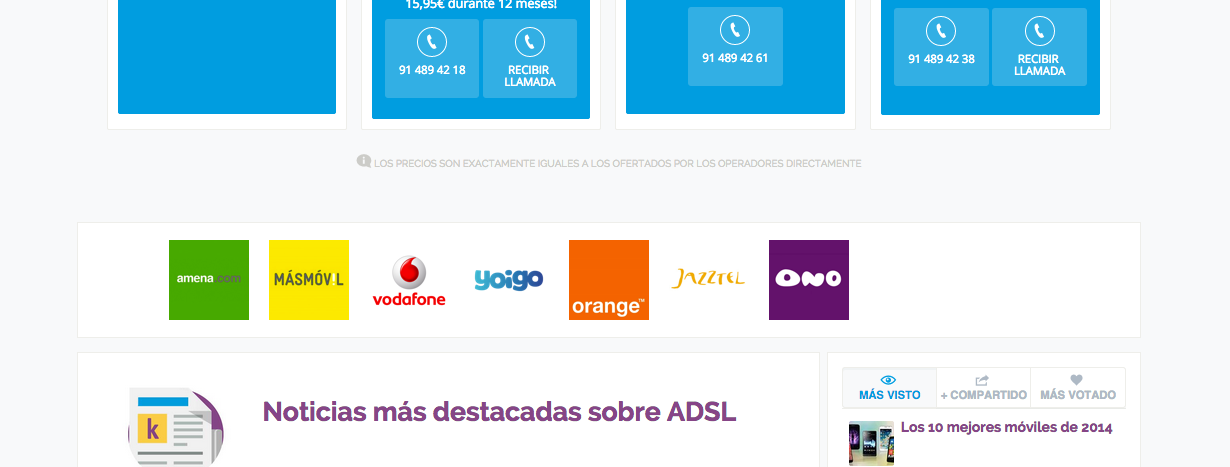 15,95€ durante 12 meses!
91 489 42 18
RECIBIR
LLAMADA
91 489 42 61
91 489 42 38
RECIBIR
LLAMADA
LOS PRECIOS SON EXACTAMENTE IGUALES A LOS OFERTADOS POR LOS OPERADORES DIRECTAMENTE
amena.com
MÁSMÓV!L
vodafone
yoigo
orange™
JAZZTEL
ONO
k
Noticias más destacadas sobre ADSL
MÁS VISTO
+ COMPARTIDO
MÁS VOTADO
Los 10 mejores móviles de 2014